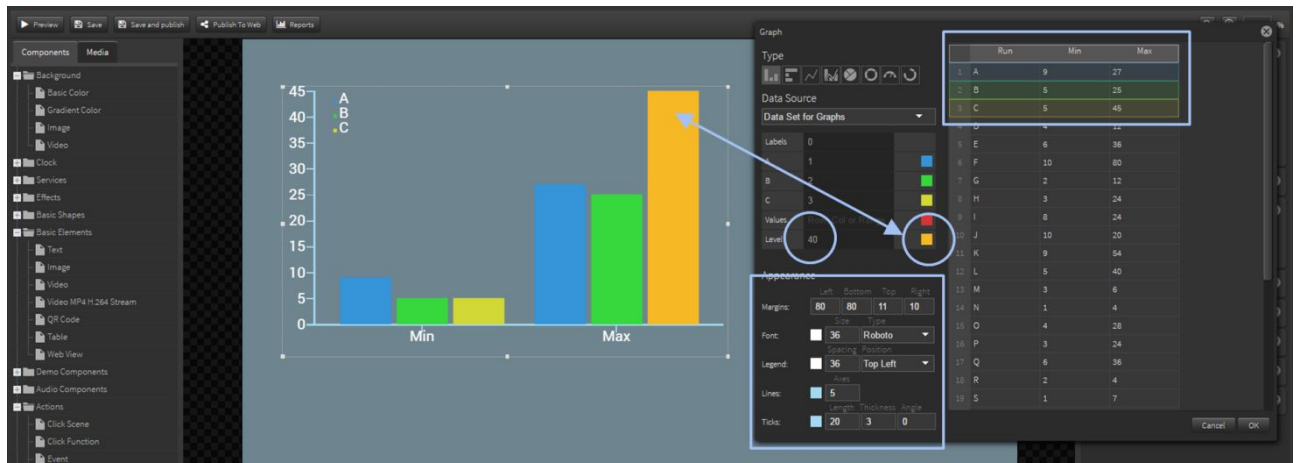 Preview Save Save and publish Publish To Web Reports
Components Media
Background
Basic Color
Gradient Color
Image
Video
Clock
Services
Effects
Basic Shapes
Basic Elements
Text
Image
Video
Video MP4 H.264 Stream
QR Code
Table
Web View
Demo Components
Audio Components
Actions
Click Scene
Click Function
Event
45
40
35
30
25
20
15
10
5
0
A
B
C
Min Max
Graph
Type
Data Source
Data Set for Graphs
Labels 0
A 1
B 2
C 3
Values
Level 40
Appearance
Left Bottom Top Right
Margins: 80 80 11 10
Size Type
Font: 36 Roboto
Spacing Position
Legend: 36 Top Left
Axes
Lines: 5
Length Thickness Angle
Ticks: 20 3 0
Run Min Max
1 A 9 27
2 B 5 25
3 C 5 45
4 D 4 12
5 E 6 36
6 F 10 80
7 G 2 12
8 H 3 24
9 I 8 24
10 J 10 20
11 K 9 54
12 L 5 40
13 M 3 6
14 N 1 4
15 O 4 28
16 P 3 24
17 Q 6 36
18 R 2 4
19 S 1 7
Cancel OK